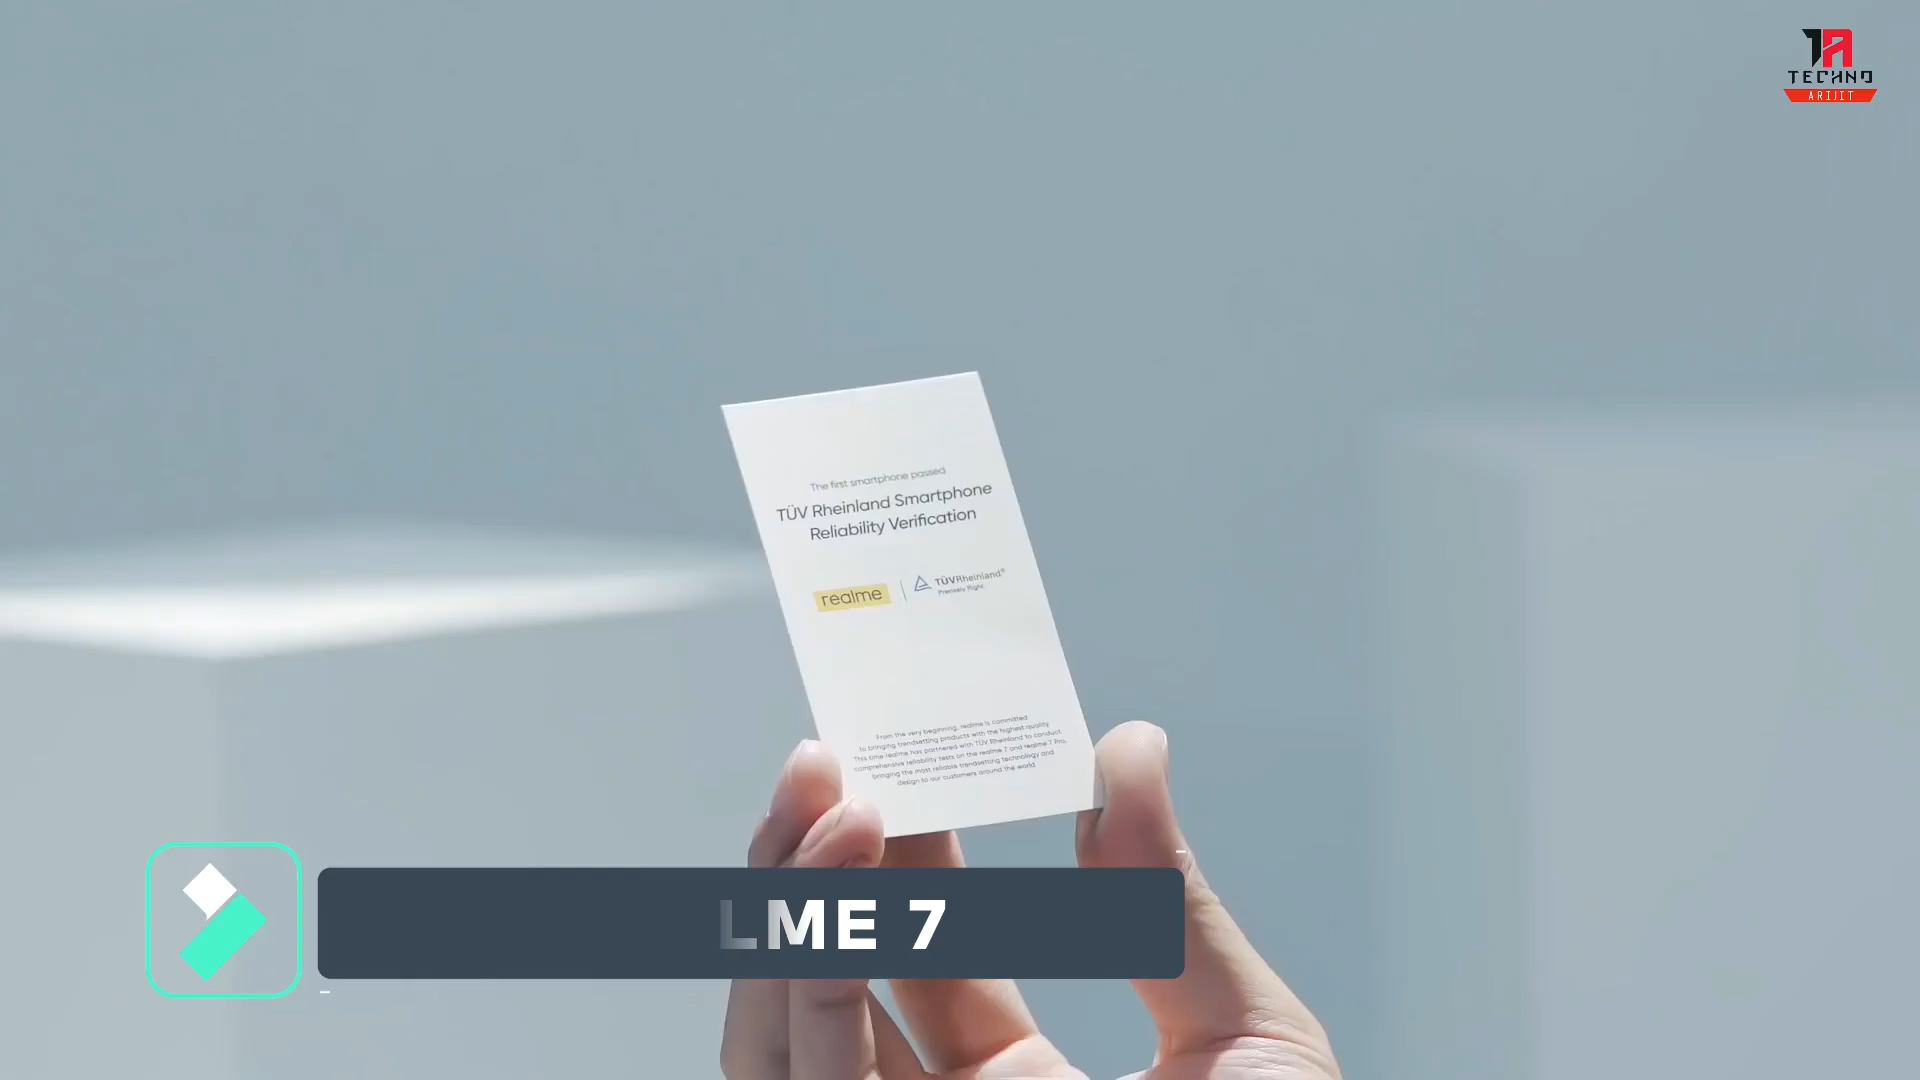 TECHNO
ARIJIT
The first smartphone passed
TÜV Rheinland Smartphone
Reliability Verification
realme
TÜVRheinland®
Precisely Right.
From the very beginning, realme is committed
to bringing trendsetting products with the highest quality.
This time realme has partnered with TÜV Rheinland to conduct
comprehensive reliability tests on the realme 7 and realme 7 Pro,
bringing the most reliable trendsetting technology and
design to our customers around the world.
LME 7